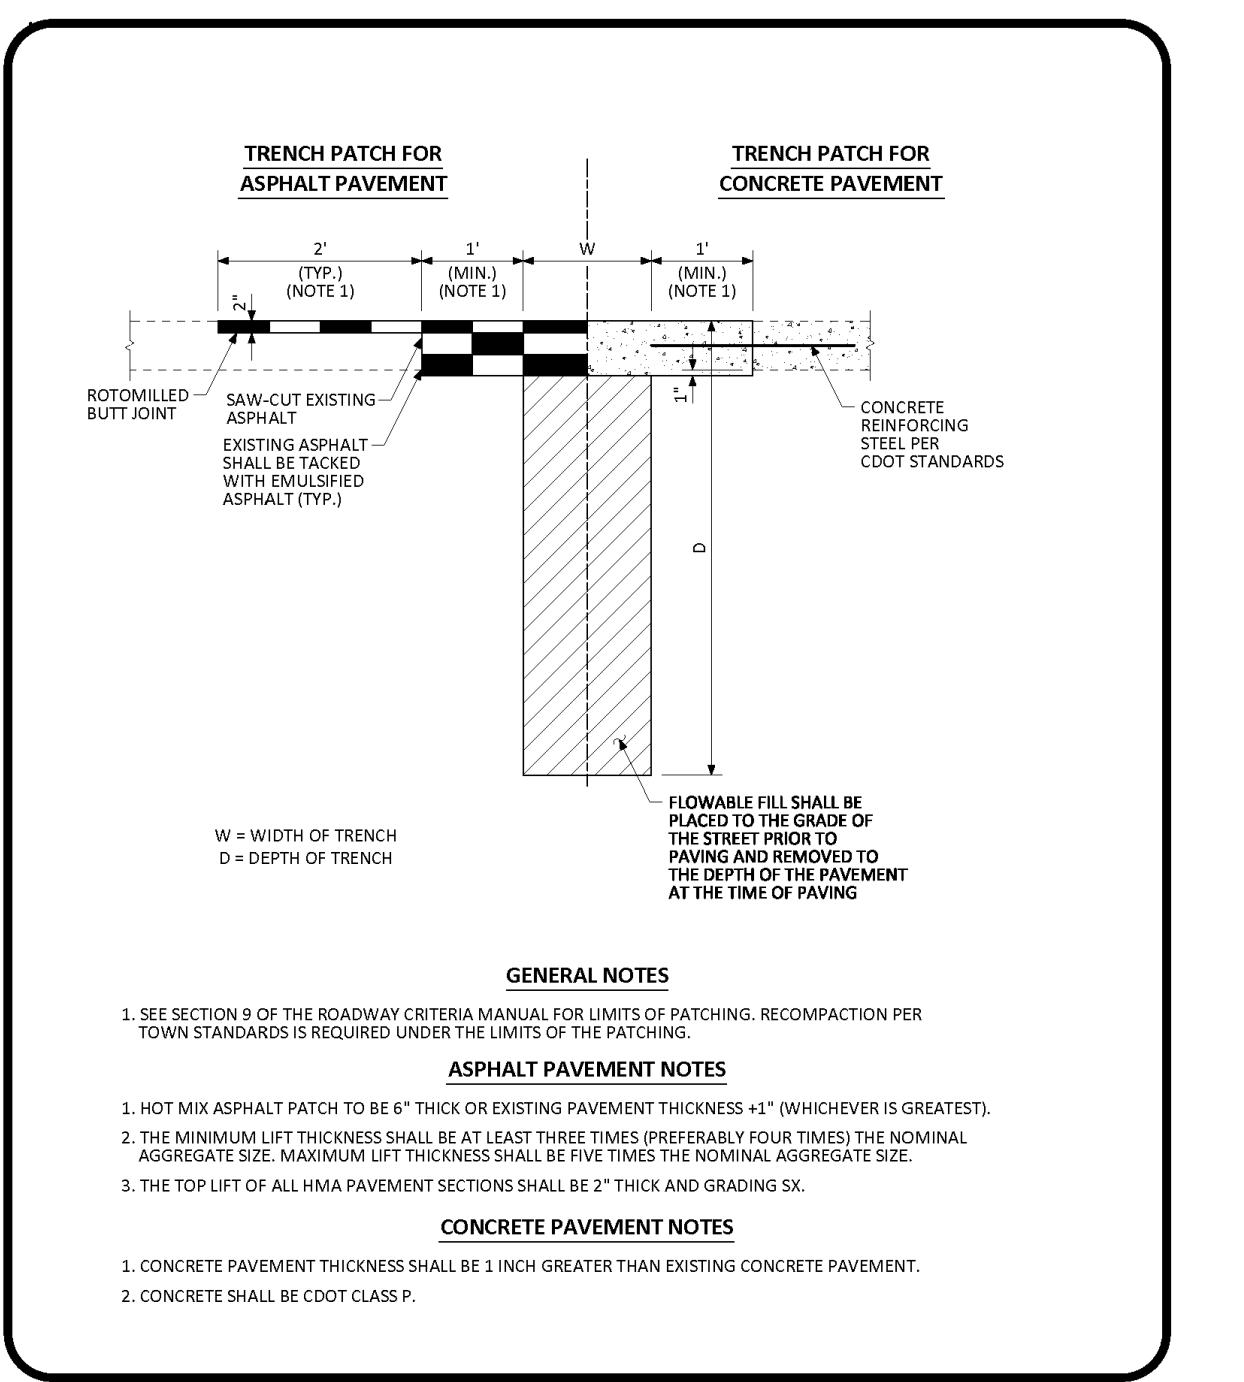 TRENCH PATCH FOR
ASPHALT PAVEMENT
TRENCH PATCH FOR
CONCRETE PAVEMENT
2'
(TYP.)
(NOTE 1)
1'
(MIN.)
(NOTE 1)
W
1'
(MIN.)
(NOTE 1)
2"
ROTOMILLED
BUTT JOINT
SAW-CUT EXISTING
ASPHALT
EXISTING ASPHALT
SHALL BE TACKED
WITH EMULSIFIED
ASPHALT (TYP.)
1"
CONCRETE
REINFORCING
STEEL PER
CDOT STANDARDS
D
FLOWABLE FILL SHALL BE
PLACED TO THE GRADE OF
THE STREET PRIOR TO
PAVING AND REMOVED TO
THE DEPTH OF THE PAVEMENT
AT THE TIME OF PAVING
W = WIDTH OF TRENCH
D = DEPTH OF TRENCH
GENERAL NOTES
1. SEE SECTION 9 OF THE ROADWAY CRITERIA MANUAL FOR LIMITS OF PATCHING. RECOMPACTION PER
TOWN STANDARDS IS REQUIRED UNDER THE LIMITS OF THE PATCHING.
ASPHALT PAVEMENT NOTES
1. HOT MIX ASPHALT PATCH TO BE 6" THICK OR EXISTING PAVEMENT THICKNESS +1" (WHICHEVER IS GREATEST).
2. THE MINIMUM LIFT THICKNESS SHALL BE AT LEAST THREE TIMES (PREFERABLY FOUR TIMES) THE NOMINAL
AGGREGATE SIZE. MAXIMUM LIFT THICKNESS SHALL BE FIVE TIMES THE NOMINAL AGGREGATE SIZE.
3. THE TOP LIFT OF ALL HMA PAVEMENT SECTIONS SHALL BE 2" THICK AND GRADING SX.
CONCRETE PAVEMENT NOTES
1. CONCRETE PAVEMENT THICKNESS SHALL BE 1 INCH GREATER THAN EXISTING CONCRETE PAVEMENT.
2. CONCRETE SHALL BE CDOT CLASS P.